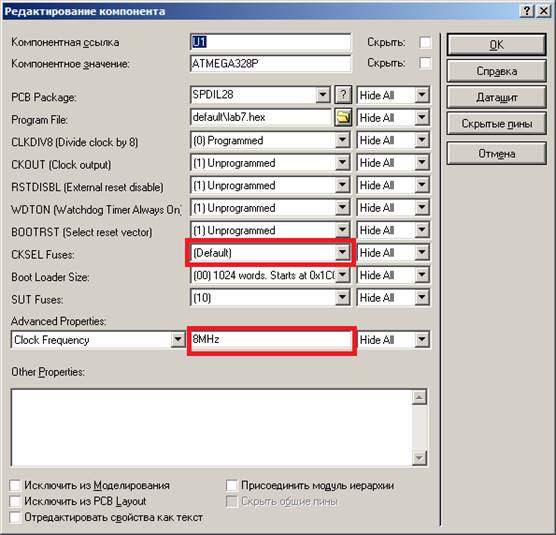 Редактирование компонента
Компонентная ссылка U1 Скрыть:
Компонентное значение: ATMEGA328P Скрыть:
PCB Package: SPDIL28 ? Hide All
Program File: default\lab7.hex Hide All
CLKDIV8 (Divide clock by 8) (0) Programmed Hide All
CKOUT (Clock output) (1) Unprogrammed Hide All
RSTDISBL (External reset disable) (1) Unprogrammed Hide All
WDTON (Watchdog Timer Always On) (1) Unprogrammed Hide All
BOOTRST (Select reset vector) (1) Unprogrammed Hide All
CKSEL Fuses: (Default) Hide All
Boot Loader Size: (00) 1024 words. Starts at 0x1C0 Hide All
SUT Fuses: (10) Hide All
Advanced Properties:
Clock Frequency 8MHz Hide All
Other Properties:
Исключить из Моделирования Присоединить модуль иерархии
Исключить из PCB Layout Скрыть общие пины
Отредактировать свойства как текст
OK
Справка
Даташит
Скрытые пины
Отмена